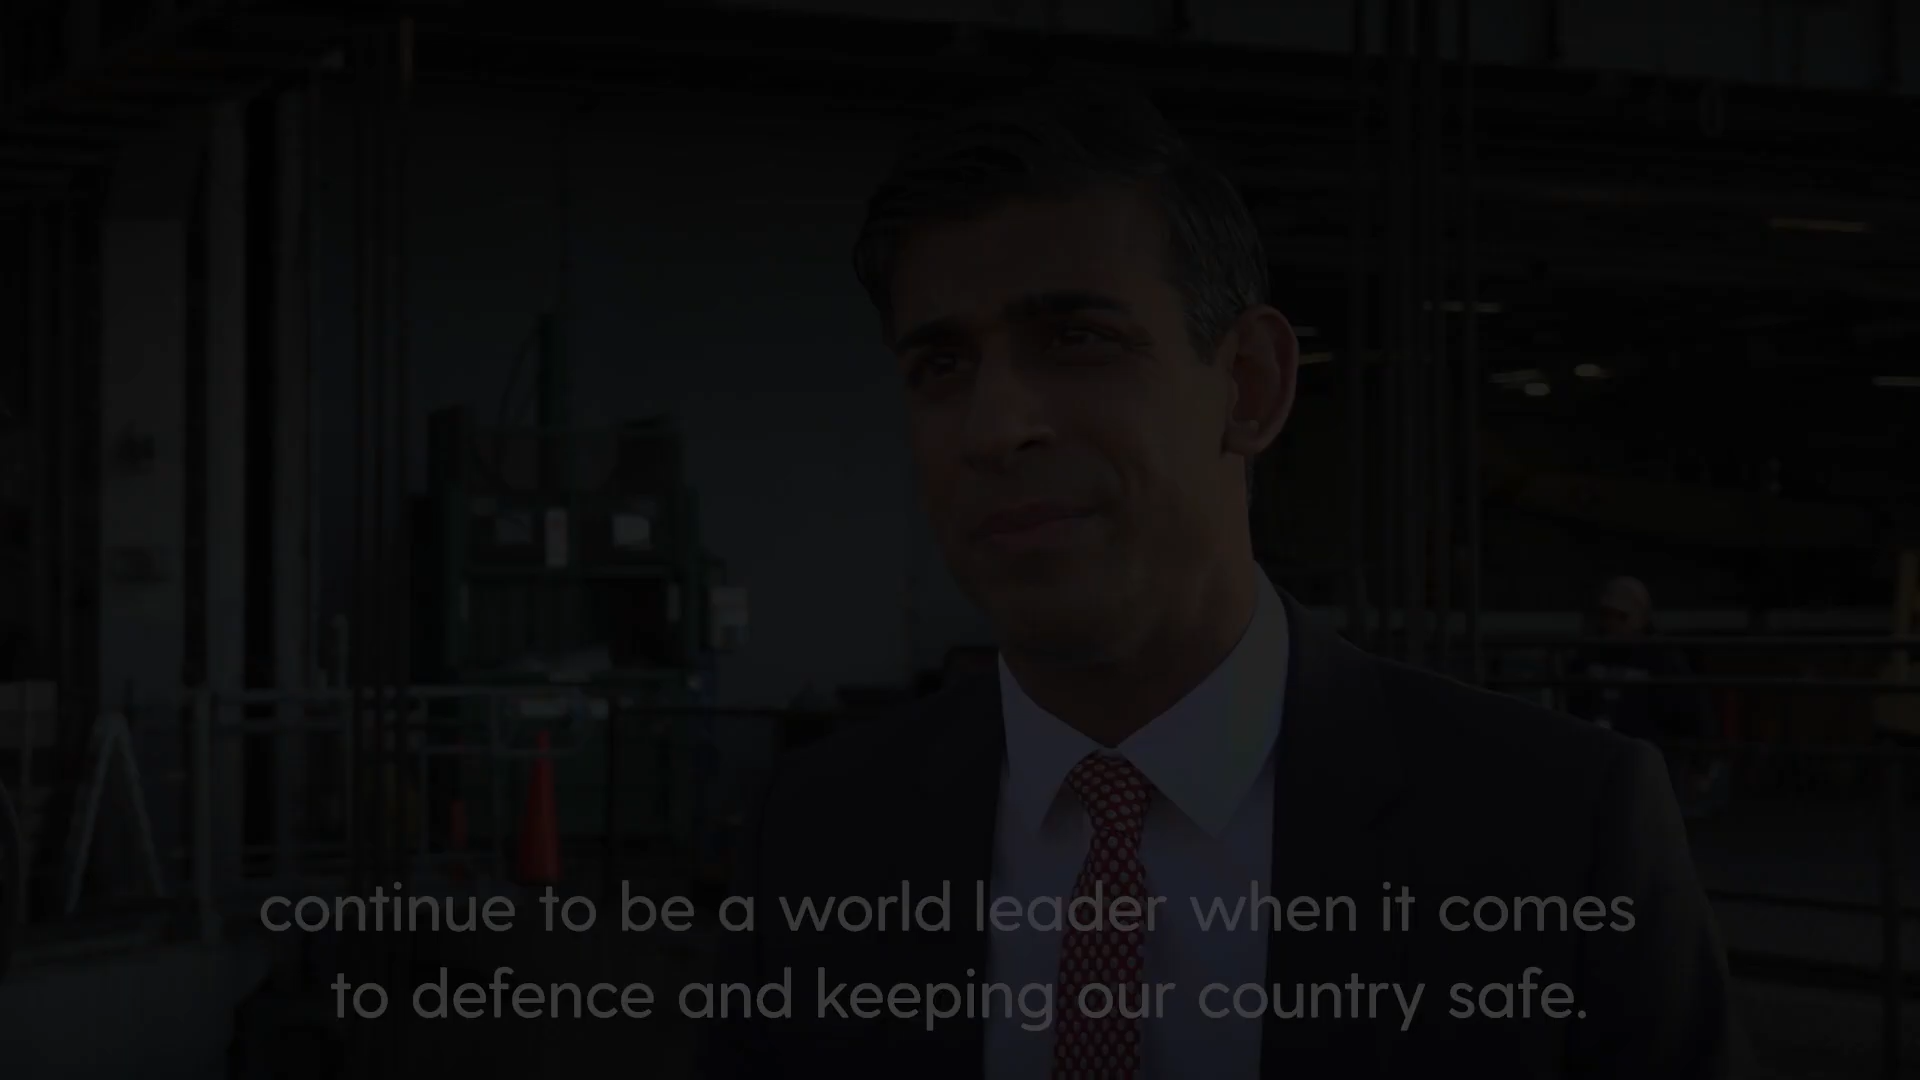 continue to be a world leader when it comes
to defence and keeping our country safe.